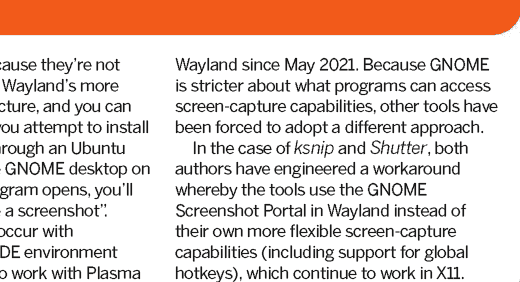 cause they're not
Wayland's more
cture, and you can
you attempt to install
rough an Ubuntu
GNOME desktop on
gram opens, you'll
a screenshot”.
occur with
DE environment
o work with Plasma
Wayland since May 2021. Because GNOME
is stricter about what programs can access
screen-capture capabilities, other tools have
been forced to adopt a different approach.
In the case of ksnip and Shutter, both
authors have engineered a workaround
whereby the tools use the GNOME
Screenshot Portal in Wayland instead of
their own more flexible screen-capture
capabilities (including support for global
hotkeys), which continue to work in X11.